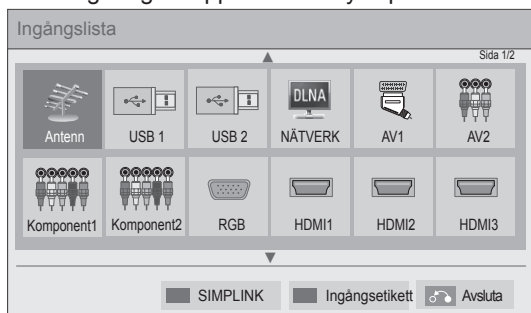 Ingångslista
Sida 1/2
DLNA
Antenn USB 1 USB 2 NÄTVERK AV1 AV2
Komponent1 Komponent2 RGB HDMI1 HDMI2 HDMI3
SIMPLINK Ingångsetikett Avsluta